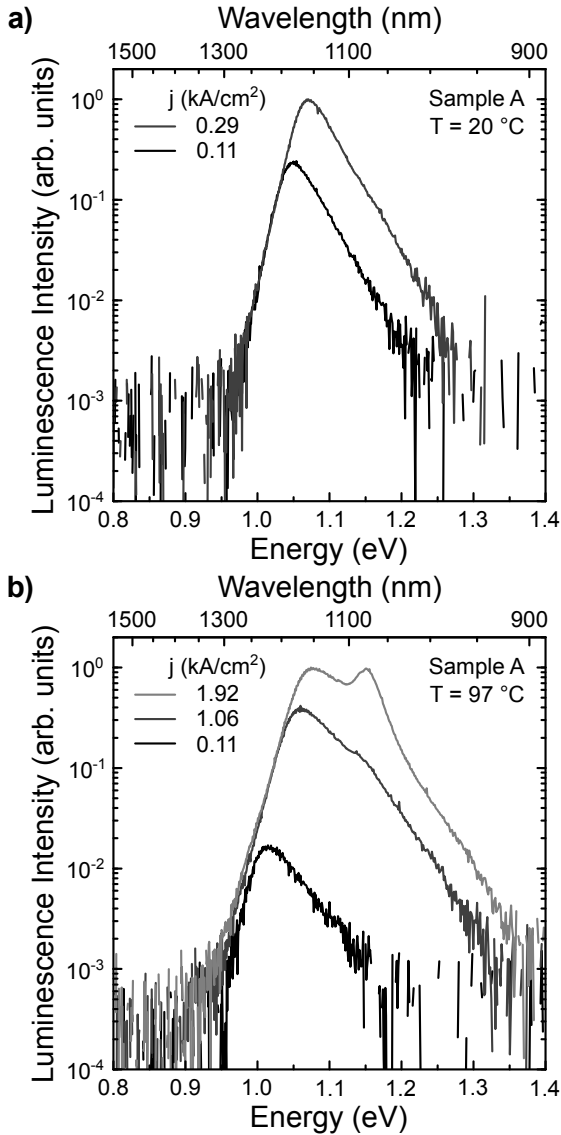 a)
Wavelength (nm)
1500 1300 1100 900
Luminescence Intensity (arb. units)
10⁰
10⁻¹
10⁻²
10⁻³
10⁻⁴
j (kA/cm²)
0.29
0.11
Sample A
T = 20 °C
0.8 0.9 1.0 1.1 1.2 1.3 1.4
Energy (eV)
b)
Wavelength (nm)
1500 1300 1100 900
Luminescence Intensity (arb. units)
10⁰
10⁻¹
10⁻²
10⁻³
10⁻⁴
j (kA/cm²)
1.92
1.06
0.11
Sample A
T = 97 °C
0.8 0.9 1.0 1.1 1.2 1.3 1.4
Energy (eV)